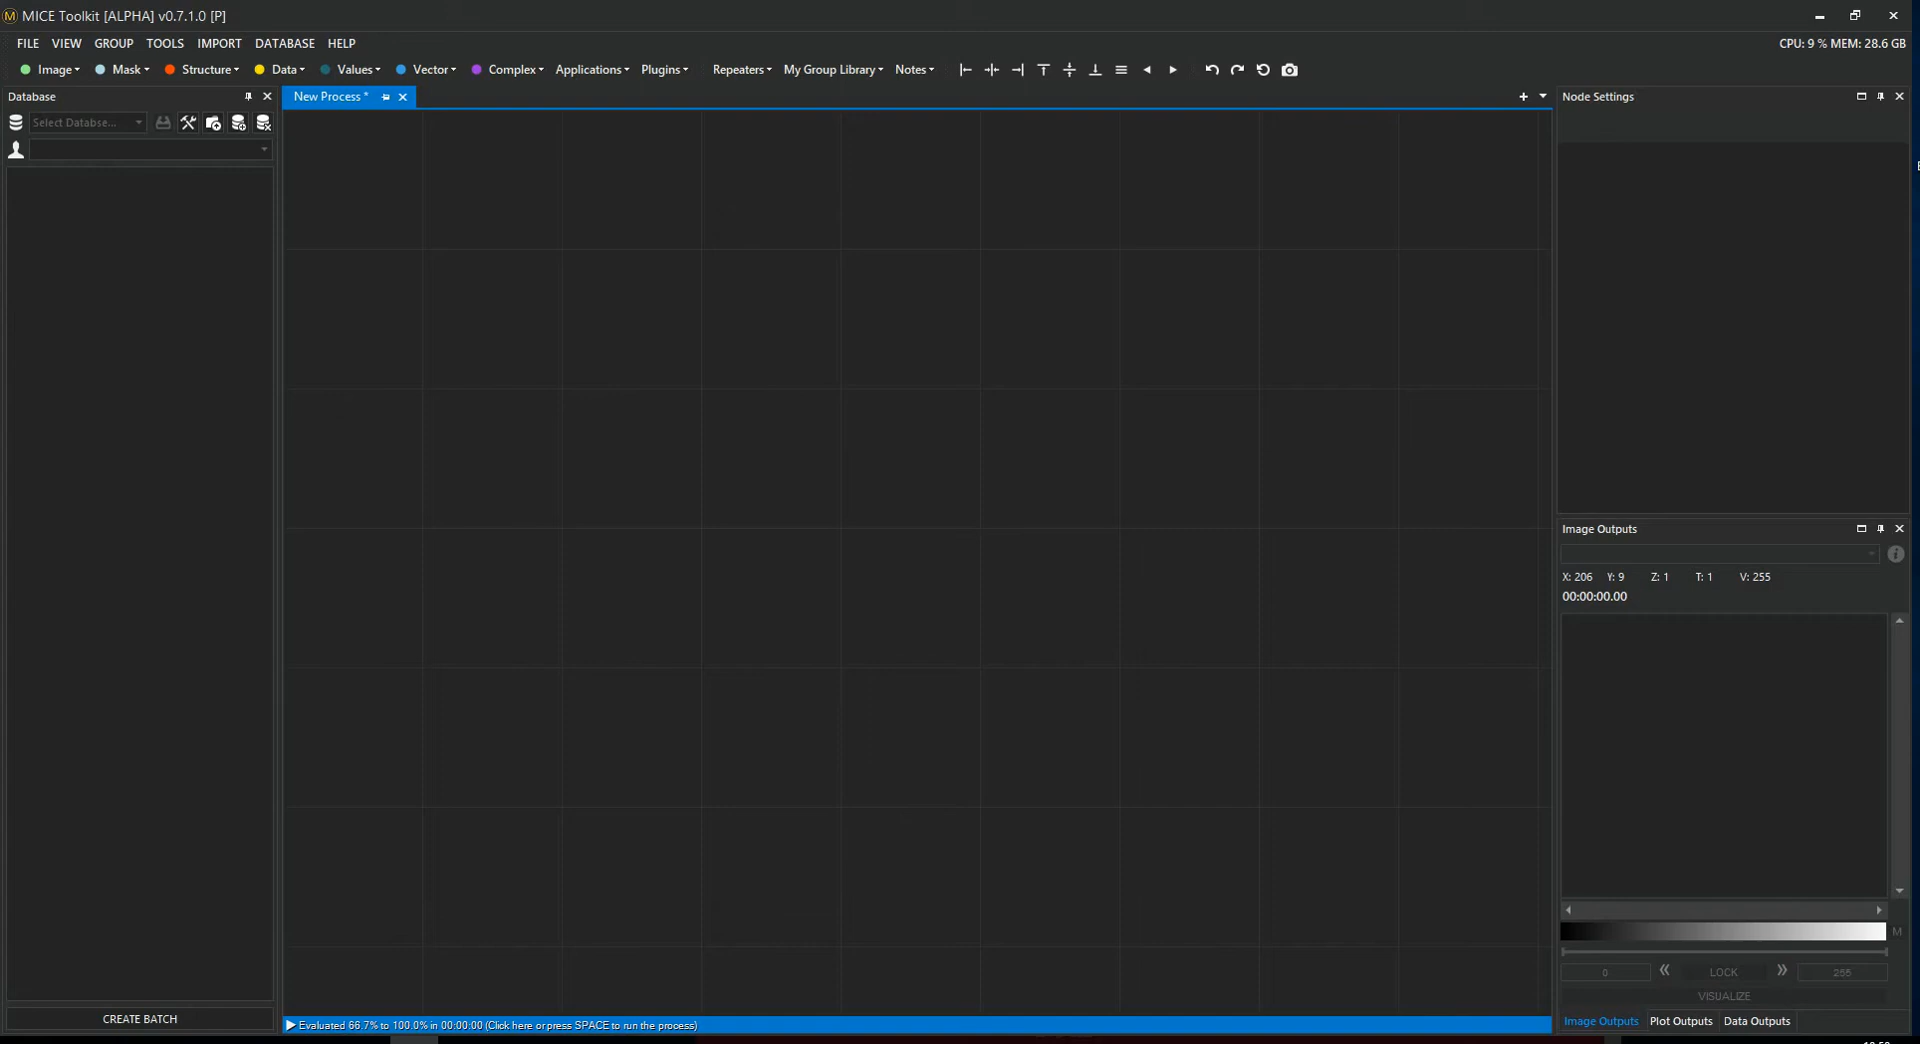 MICE Toolkit [ALPHA] v0.7.1.0 [P]
FILE VIEW GROUP TOOLS IMPORT DATABASE HELP
CPU: 9 % MEM: 28.6 GB
Image Mask Structure Data Values Vector Complex Applications Plugins Repeaters My Group Library Notes
Database
New Process *
Node Settings
Select Databse...
Image Outputs
X: 206 Y: 9 Z: 1 T: 1 V: 255
00:00:00.00
M
0 LOCK 255
VISUALIZE
CREATE BATCH
Evaluated 66.7% to 100.0% in 00:00:00 (Click here or press SPACE to run the process)
Image Outputs Plot Outputs Data Outputs